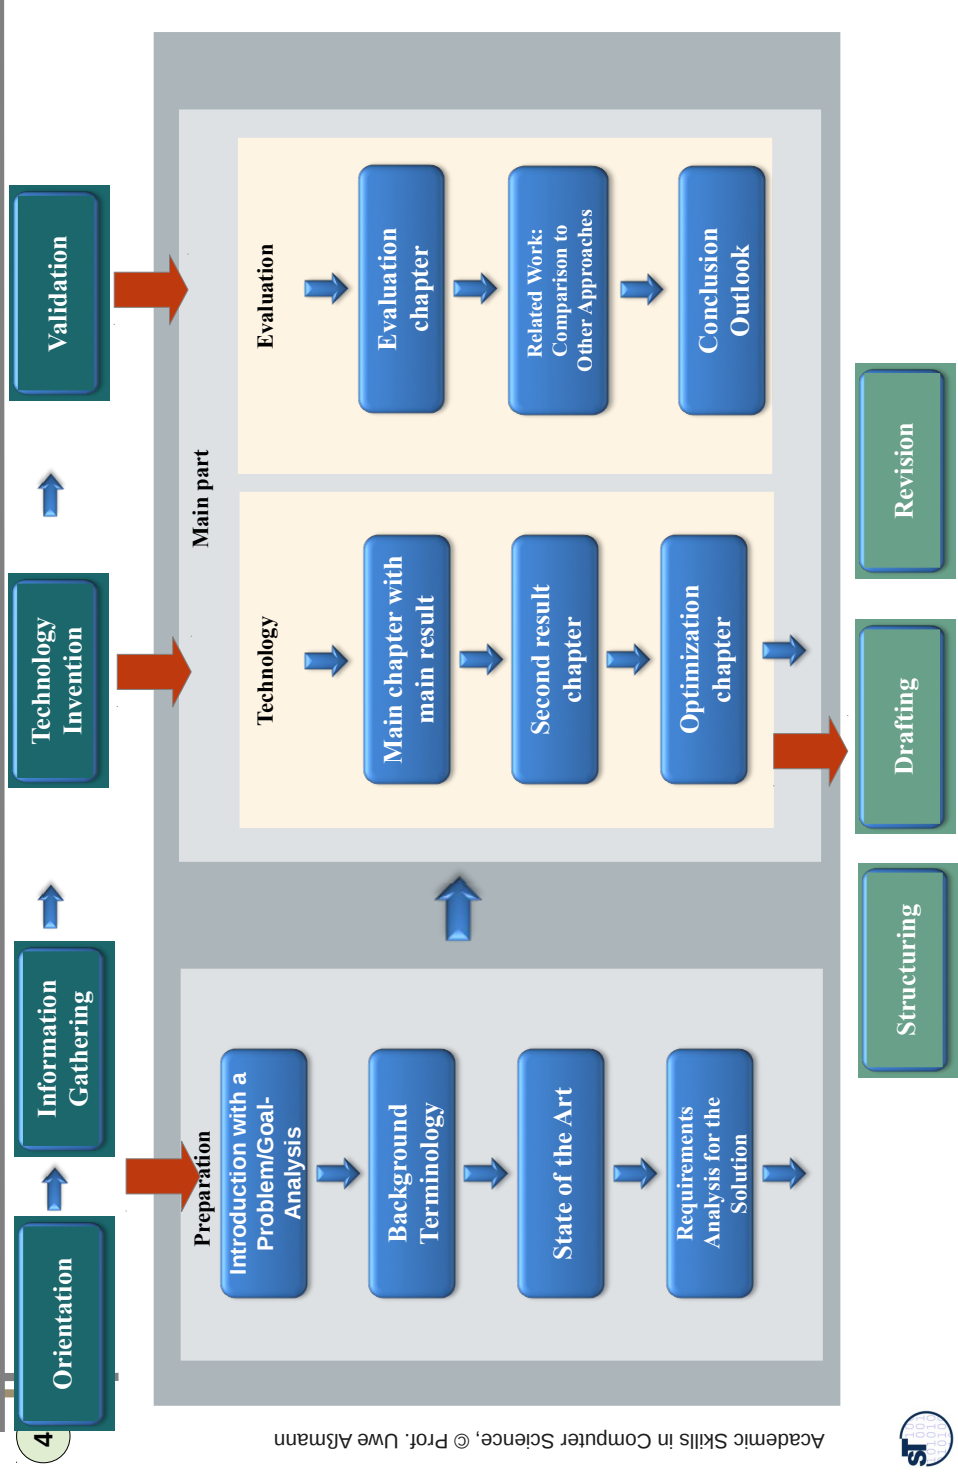 Orientation
Information
Gathering
Technology
Invention
Validation
Preparation
Introduction with a
Problem/Goal-
Analysis
Background
Terminology
State of the Art
Requirements
Analysis for the
Solution
Main part
Technology
Main chapter with
main result
Second result
chapter
Optimization
chapter
Evaluation
Evaluation
chapter
Related Work:
Comparison to
Other Approaches
Conclusion
Outlook
Structuring
Drafting
Revision
4
Academic Skills in Computer Science, © Prof. Uwe Aßmann
ST